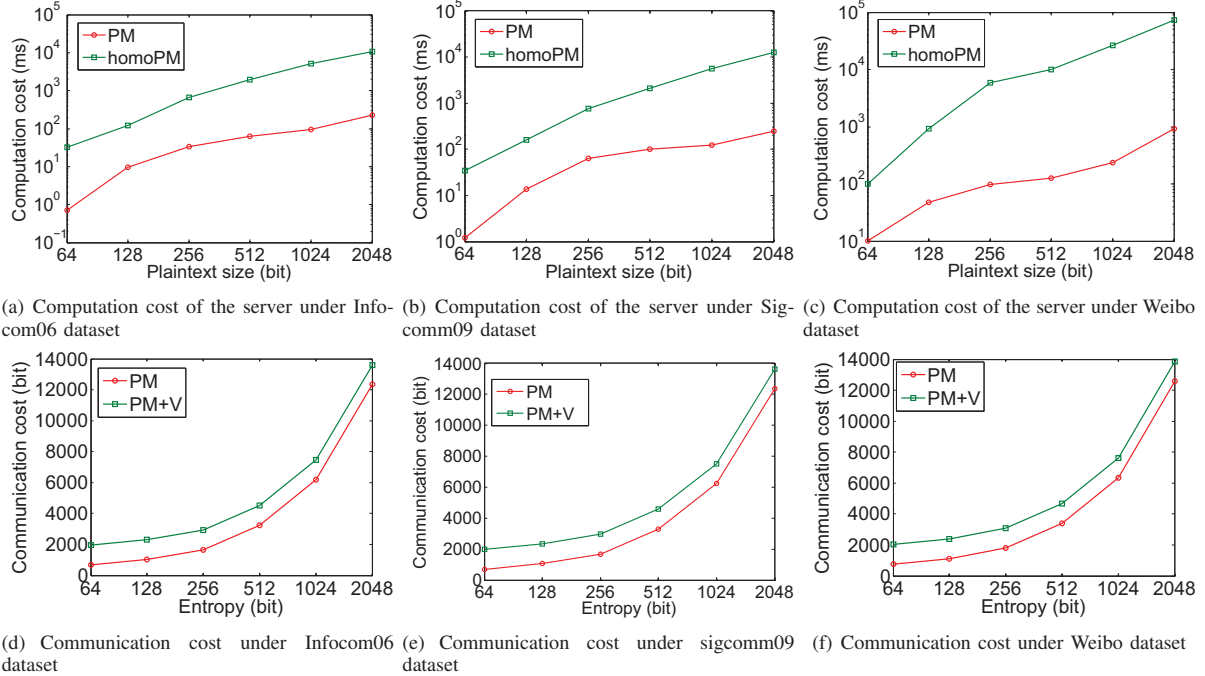 10^5
10^4
10^3
10^2
10^1
10^0
10^-1
Computation cost (ms)
PM
homoPM
64 128 256 512 1024 2048
Plaintext size (bit)
10^5
10^4
10^3
10^2
10^1
10^0
Computation cost (ms)
PM
homoPM
64 128 256 512 1024 2048
Plaintext size (bit)
10^5
10^4
10^3
10^2
10^1
Computation cost (ms)
PM
homoPM
64 128 256 512 1024 2048
Plaintext size (bit)
(a) Computation cost of the server under Info-
com06 dataset
(b) Computation cost of the server under Sig-
comm09 dataset
(c) Computation cost of the server under Weibo
dataset
14000
12000
10000
8000
6000
4000
2000
0
Communication cost (bit)
PM
PM+V
64 128 256 512 1024 2048
Entropy (bit)
14000
12000
10000
8000
6000
4000
2000
0
Communication cost (bit)
PM
PM+V
64 128 256 512 1024 2048
Entropy (bit)
14000
12000
10000
8000
6000
4000
2000
0
Communication cost (bit)
PM
PM+V
64 128 256 512 1024 2048
Entropy (bit)
(d) Communication cost under Infocom06
dataset
(e) Communication cost under sigcomm09
dataset
(f) Communication cost under Weibo dataset